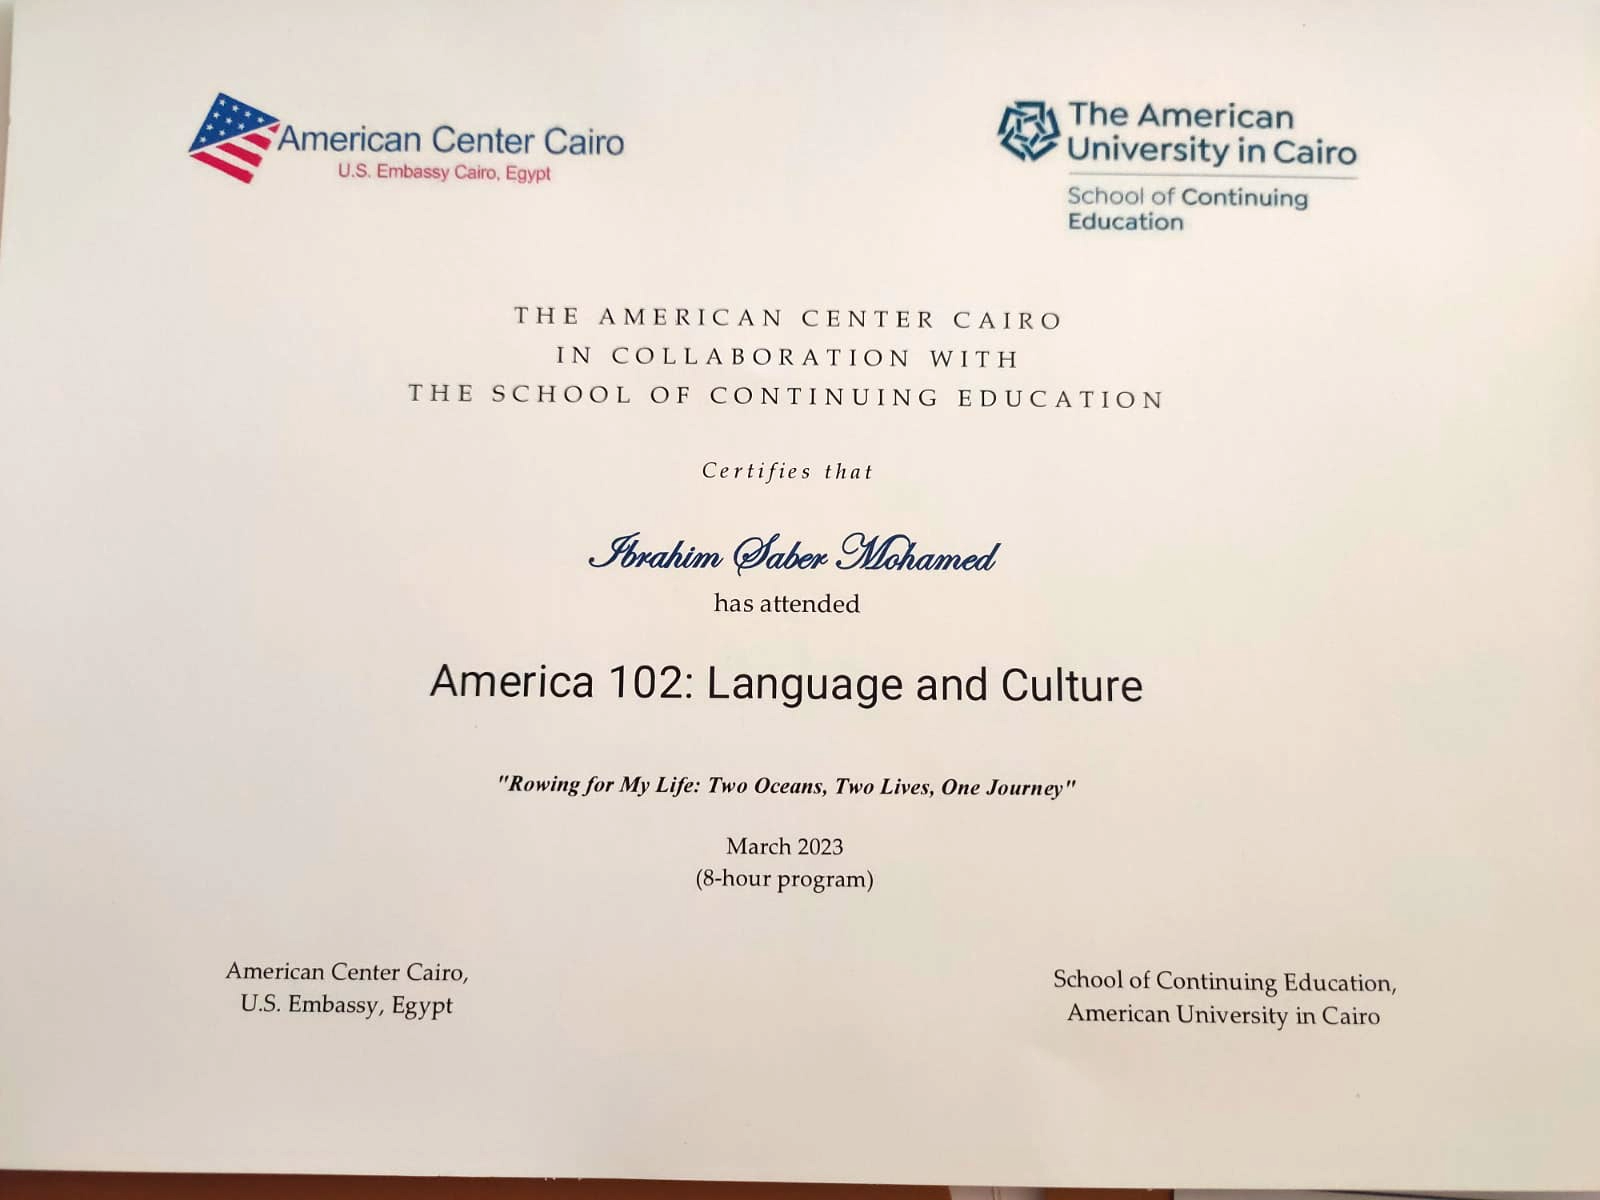 American Center Cairo
U.S. Embassy Cairo, Egypt
The American
University in Cairo
School of Continuing
Education
THE AMERICAN CENTER CAIRO
IN COLLABORATION WITH
THE SCHOOL OF CONTINUING EDUCATION
Certifies that
Ibrahim Saber Mohamed
has attended
America 102: Language and Culture
"Rowing for My Life: Two Oceans, Two Lives, One Journey"
March 2023
(8-hour program)
American Center Cairo,
U.S. Embassy, Egypt
School of Continuing Education,
American University in Cairo